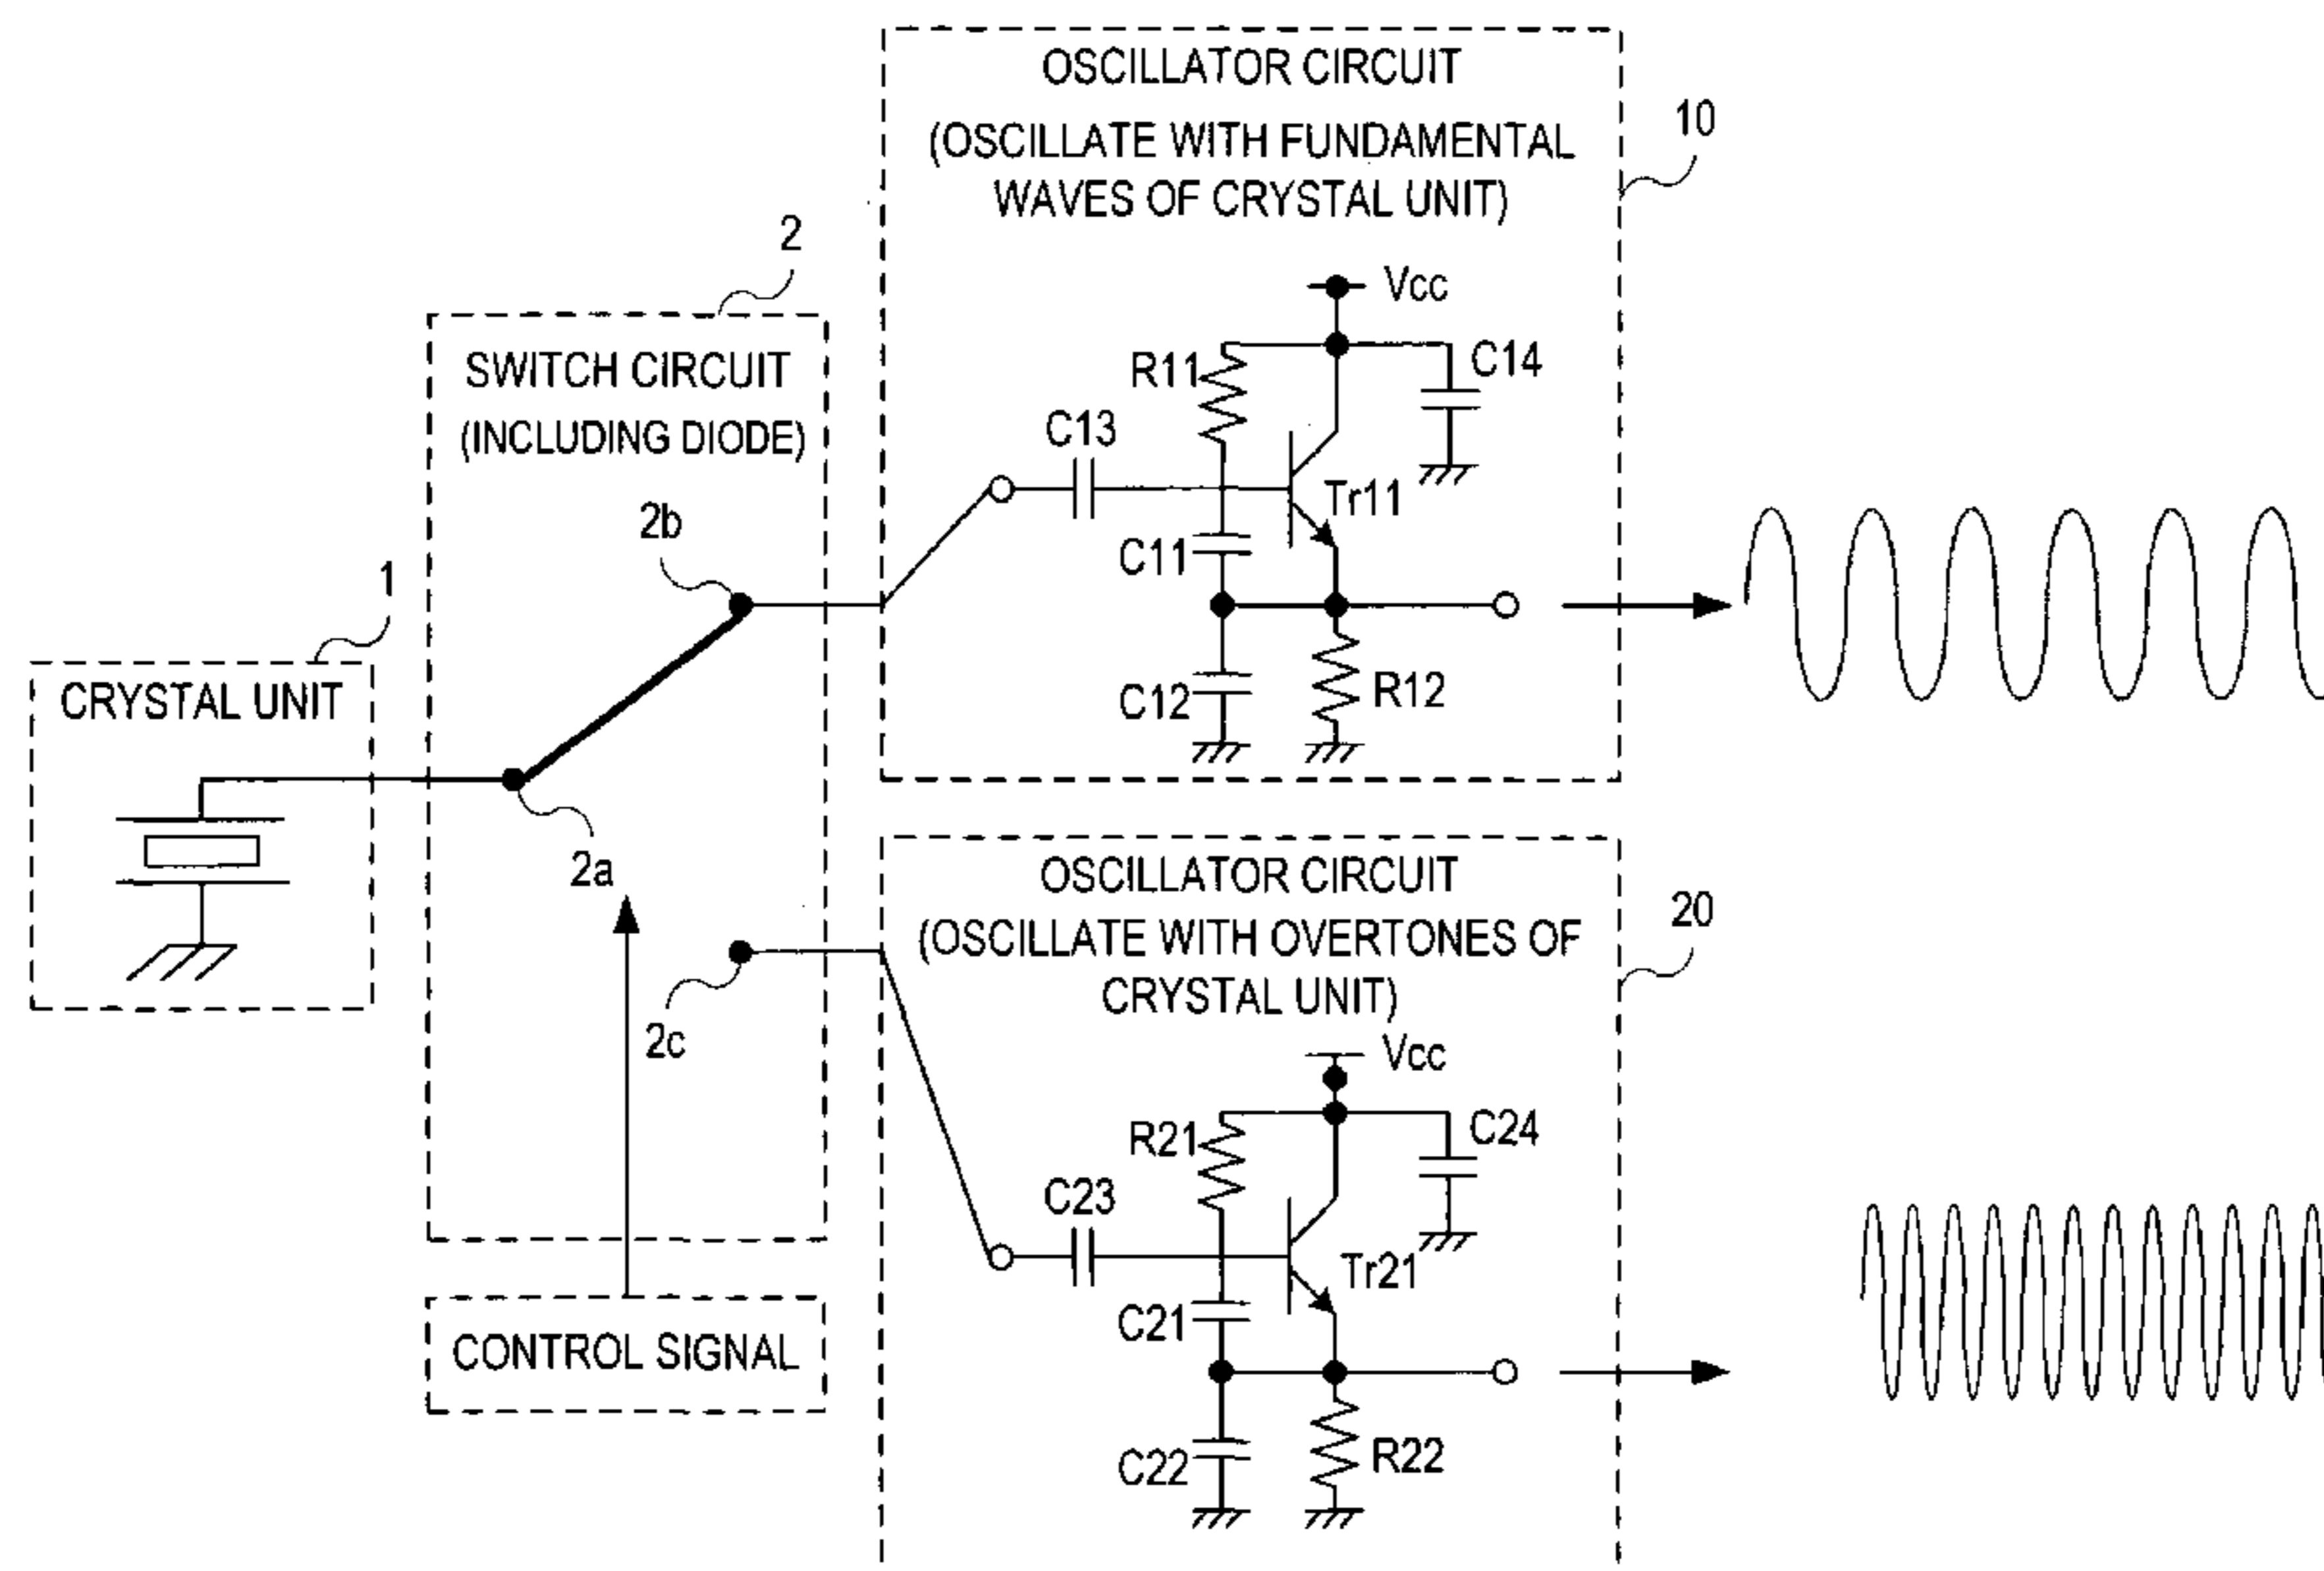 OSCILLATOR CIRCUIT
(OSCILLATE WITH FUNDAMENTAL
WAVES OF CRYSTAL UNIT)
10
2
Vcc
SWITCH CIRCUIT
(INCLUDING DIODE)
R11
C14
C13
Tr11
2b
C11
1
CRYSTAL UNIT
C12
R12
2a
OSCILLATOR CIRCUIT
(OSCILLATE WITH OVERTONES OF
CRYSTAL UNIT)
20
2c
Vcc
R21
C24
C23
Tr21
C21
CONTROL SIGNAL
C22
R22